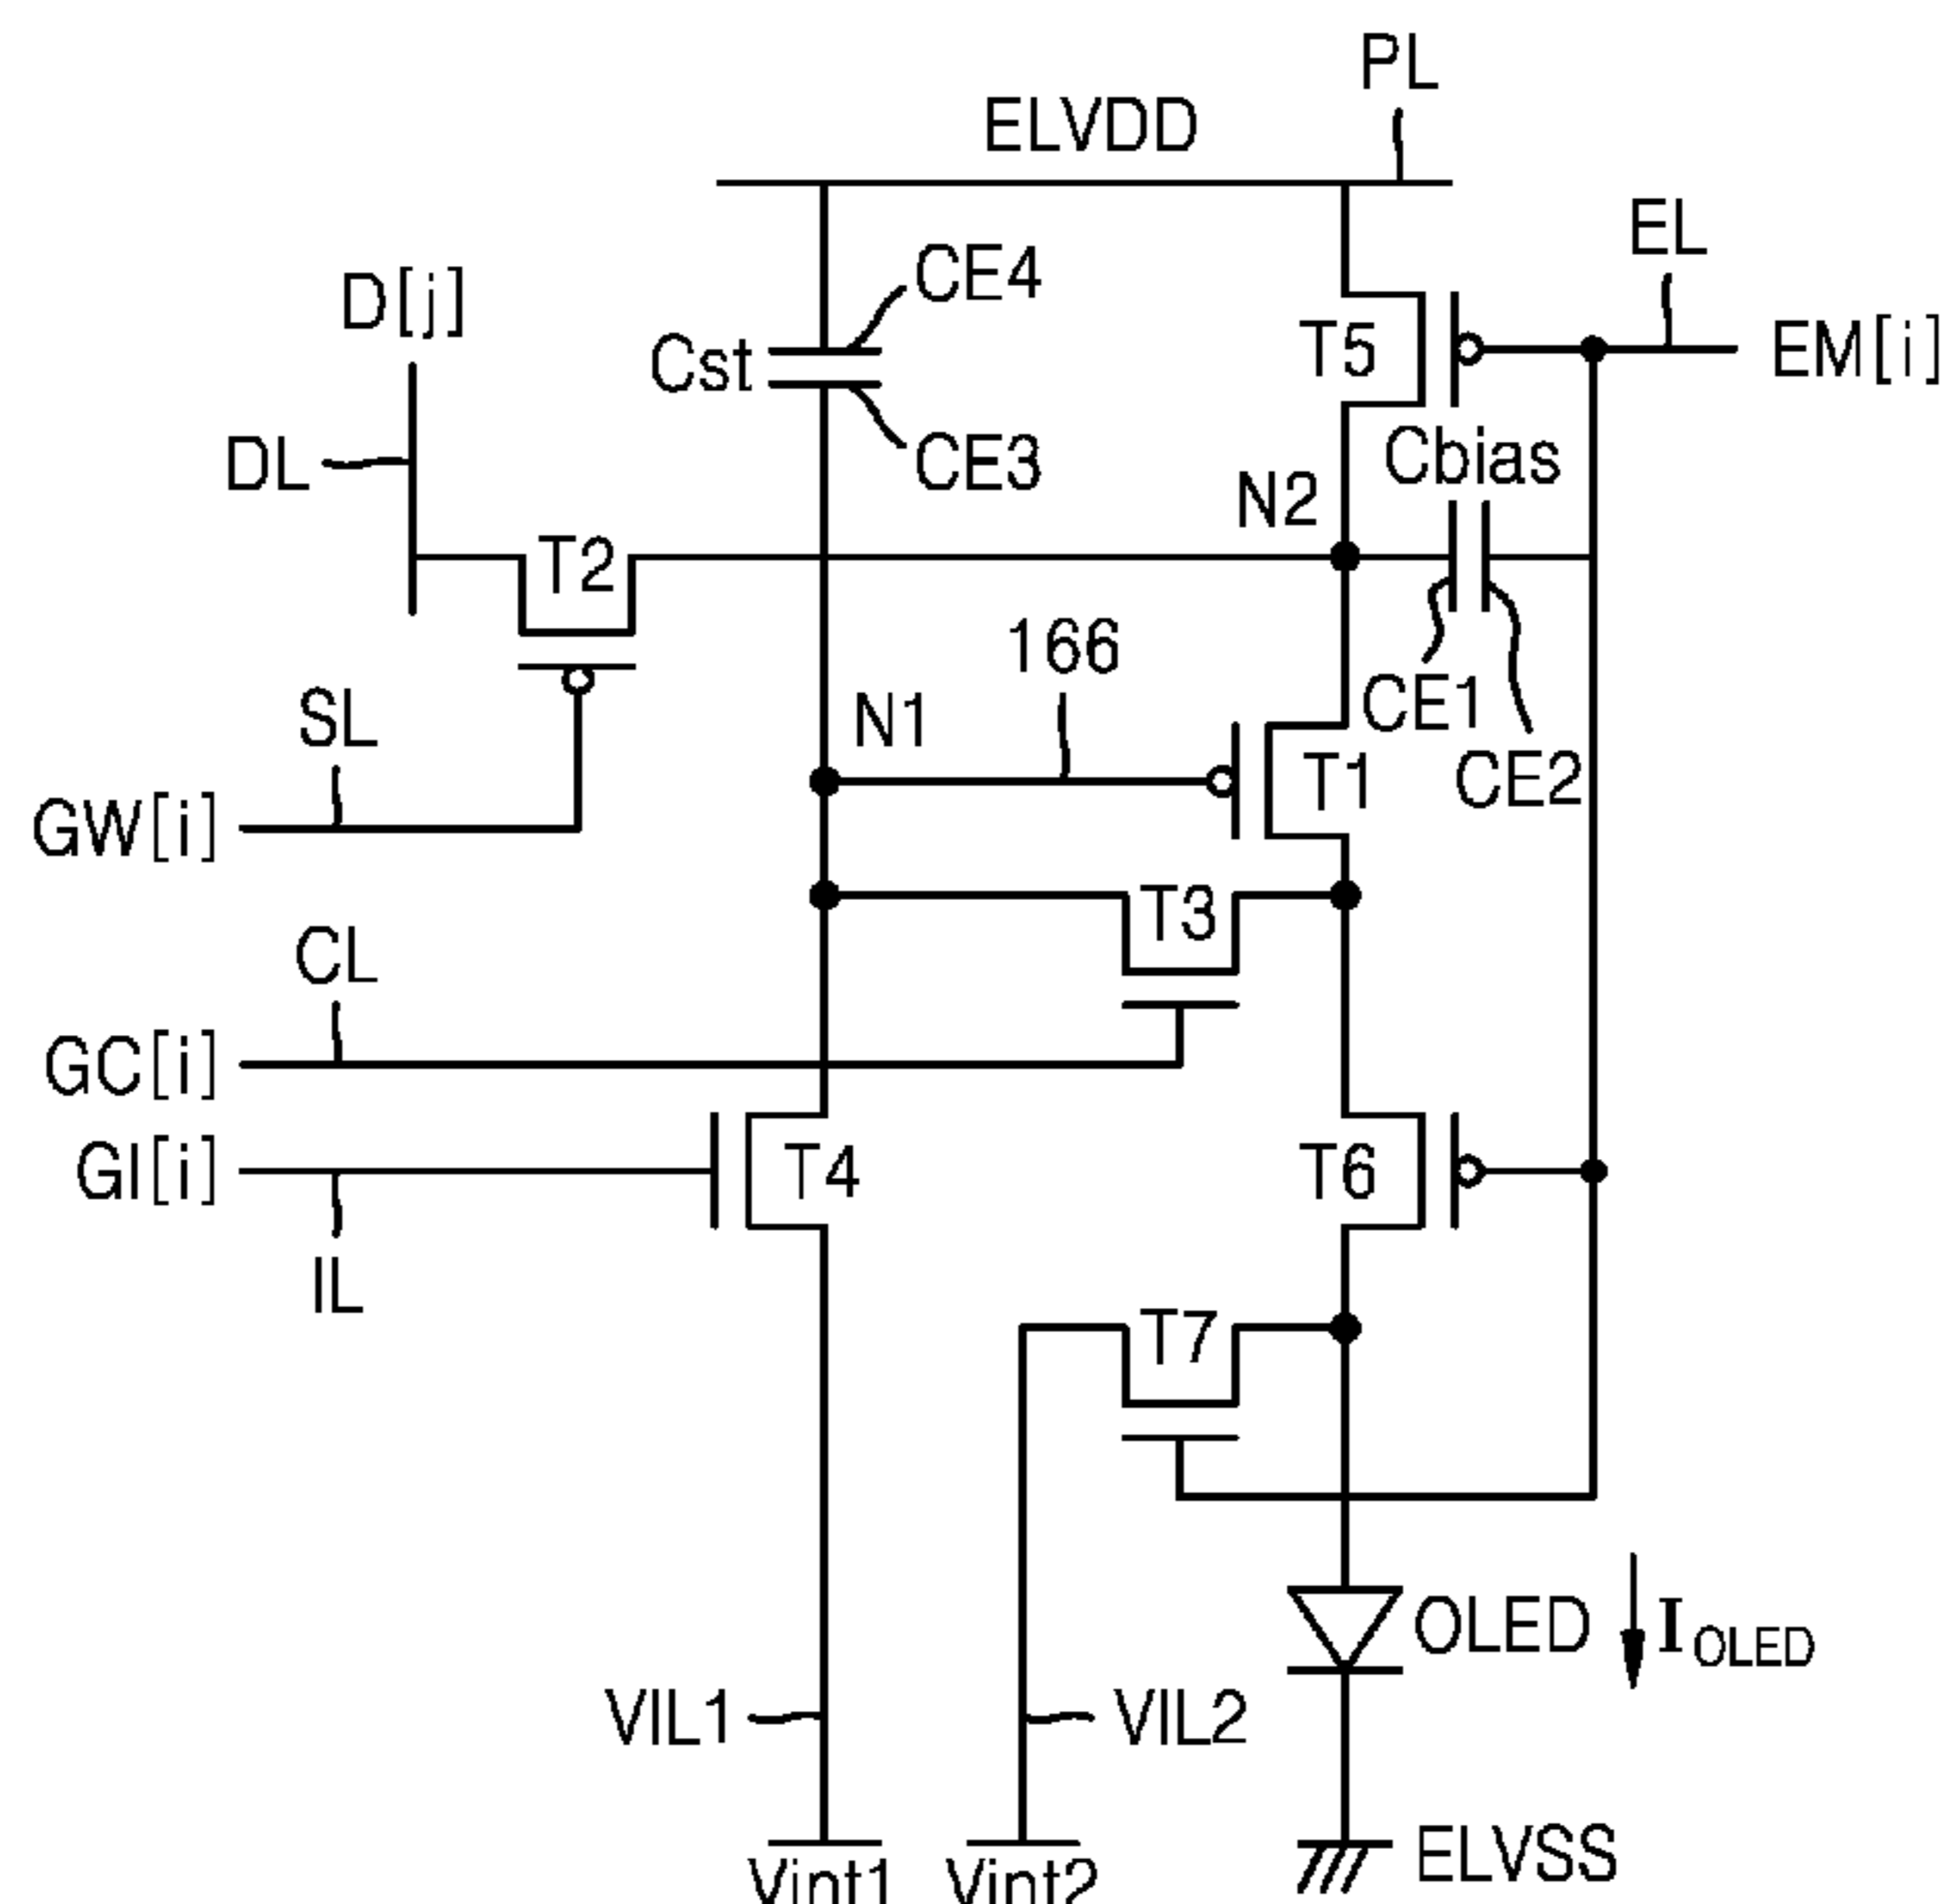 PL
ELVDD
EL
CE4
D[j]
T5
EM[i]
Cst
CE3
Cbias
DL
N2
T2
166
CE1
SL
N1
T1
CE2
GW[i]
T3
CL
GC[i]
T4
T6
GI[i]
IL
T7
OLED
I OLED
VIL1
VIL2
ELVSS
Vint1
Vint2